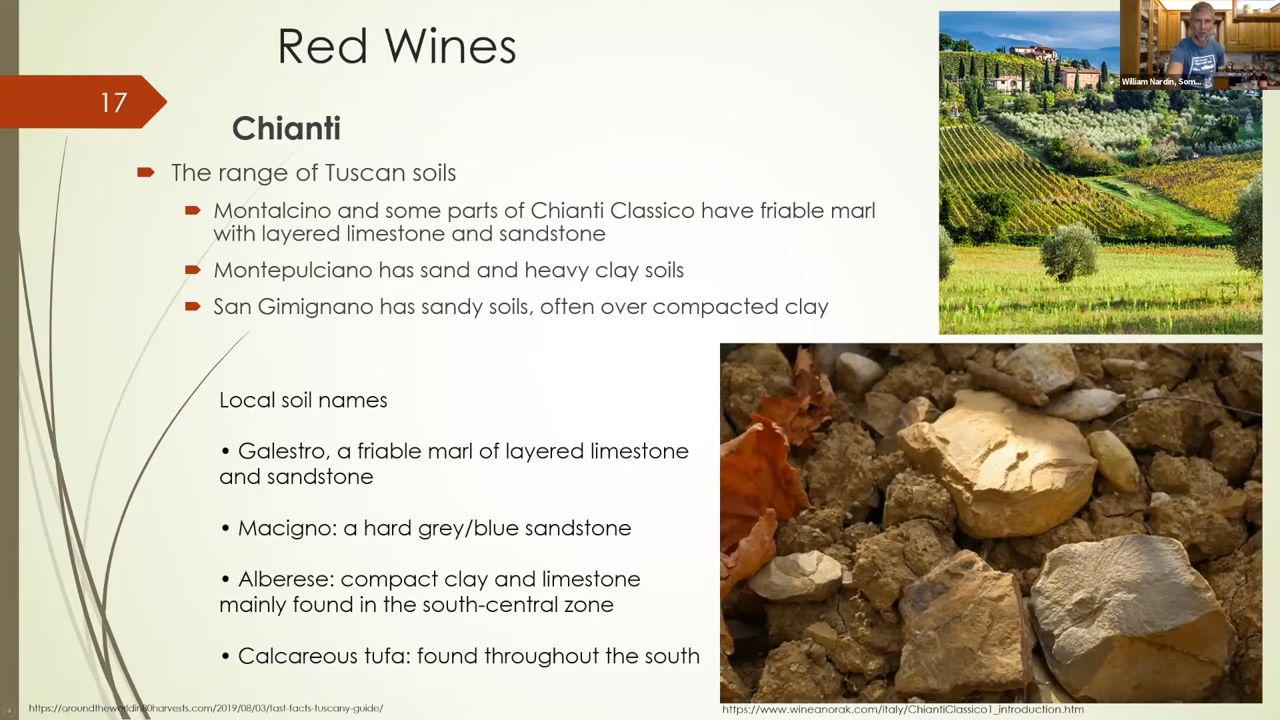 Red Wines
17
Chianti
The range of Tuscan soils
Montalcino and some parts of Chianti Classico have friable marl
with layered limestone and sandstone
Montepulciano has sand and heavy clay soils
San Gimignano has sandy soils, often over compacted clay
Local soil names
• Galestro, a friable marl of layered limestone
and sandstone
• Macigno: a hard grey/blue sandstone
• Alberese: compact clay and limestone
mainly found in the south-central zone
• Calcareous tufa: found throughout the south
https://aroundtheworldin80harvests.com/2019/08/03/fast-facts-tuscany-guide/
https://www.wineanorak.com/italy/ChiantiClassico1_introduction.htm
William Nardin, Som...